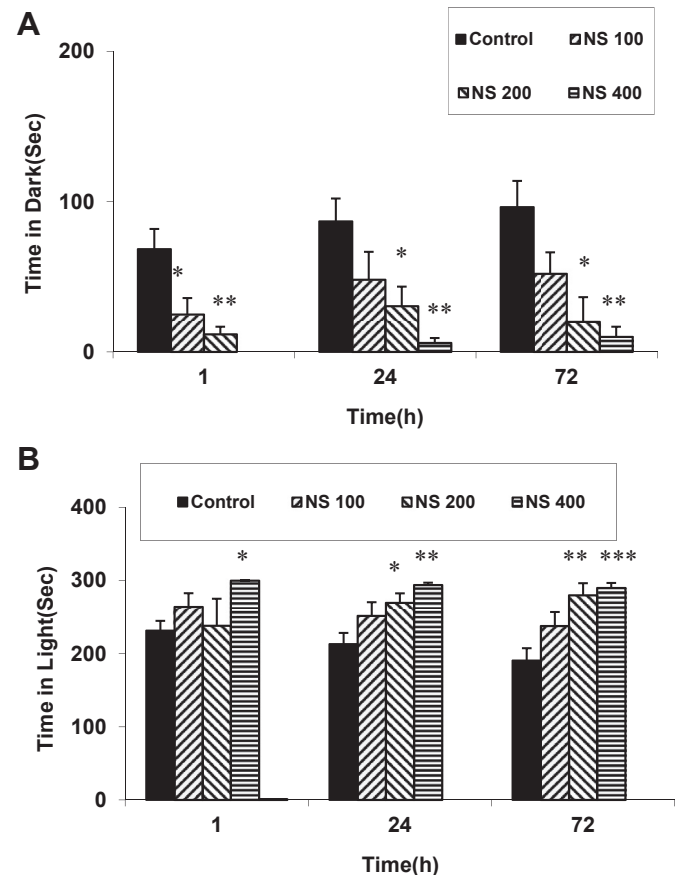 A
Control NS 100
NS 200 NS 400
200
100
0
Time in Dark(Sec)
*
**
*
**
*
**
1 24 72
Time(h)
B
Control NS 100 NS 200 NS 400
400
300
200
100
0
Time in Light(Sec)
*
*
**
**
***
1 24 72
Time(h)